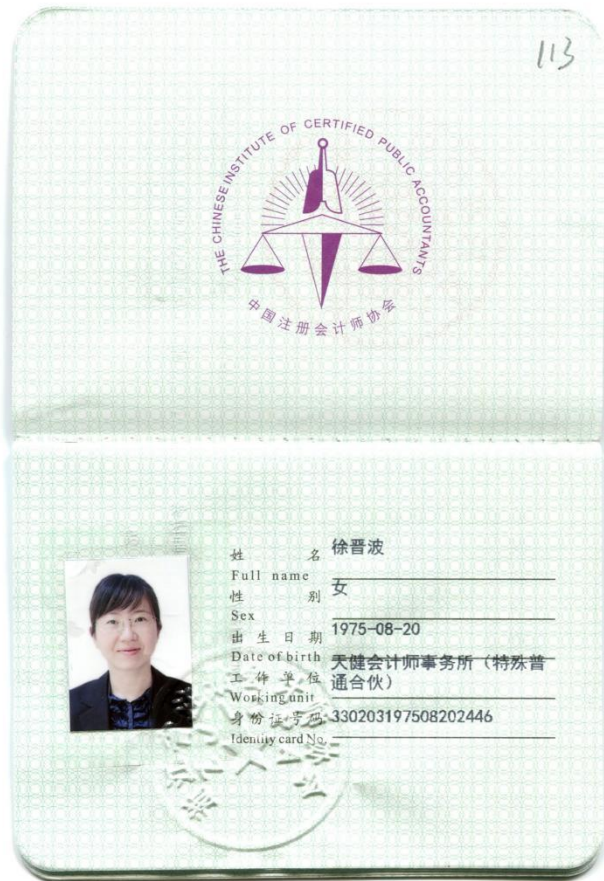 113
THE CHINESE INSTITUTE OF CERTIFIED PUBLIC ACCOUNTANTS
中国注册会计师协会
姓名 徐晋波
Full name
性别 女
Sex
出生日期 1975-08-20
Date of birth
工作单位 天健会计师事务所（特殊普
通合伙）
Working unit
身份证号码 330203197508202446
Identity card No.